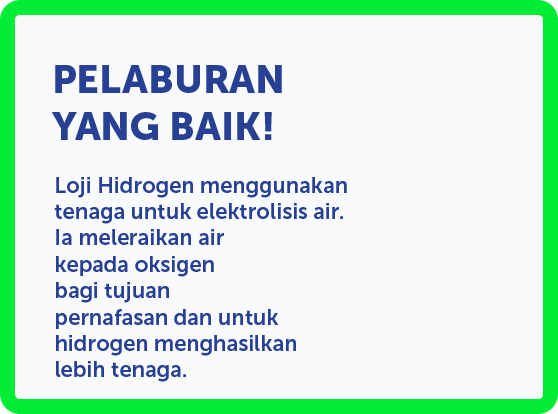 PELABURAN
YANG BAIK!
Loji Hidrogen menggunakan
tenaga untuk elektrolisis air.
Ia meleraikan air
kepada oksigen
bagi tujuan
pernafasan dan untuk
hidrogen menghasilkan
lebih tenaga.